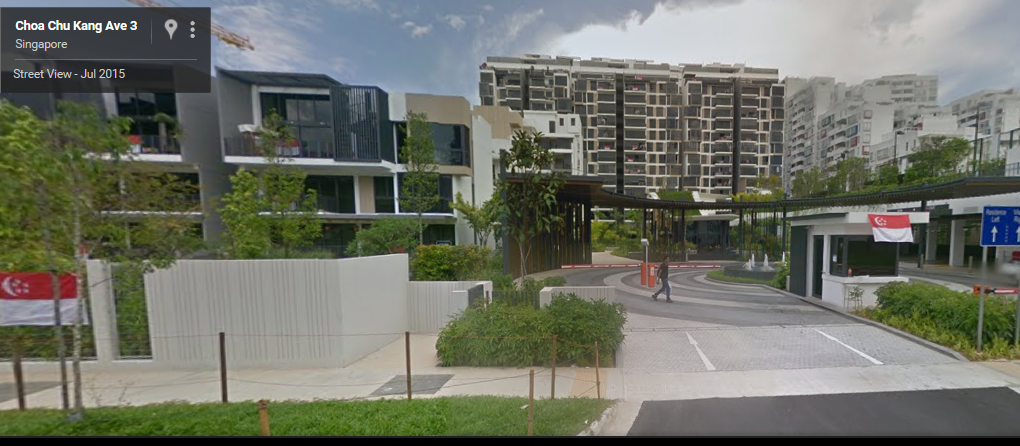 Choa Chu Kang Ave 3
Singapore
Street View - Jul 2015
Residence
Left